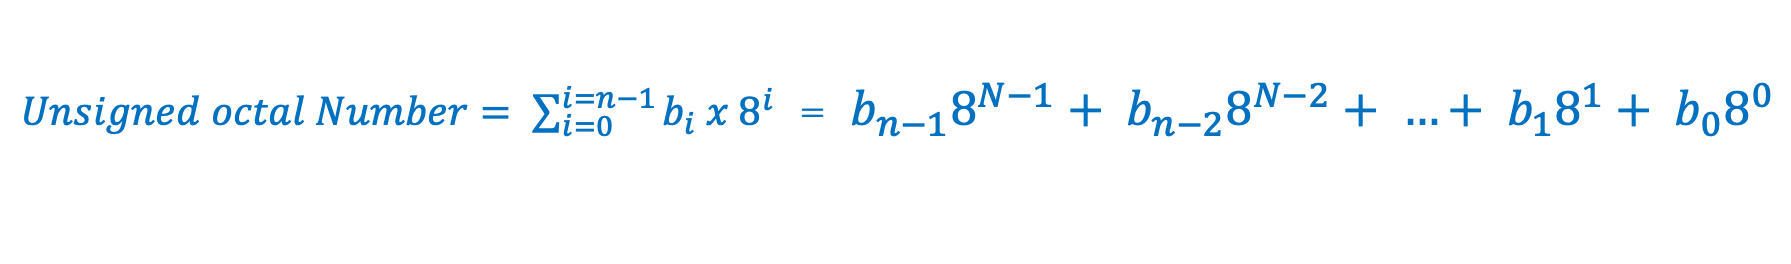 Unsigned octal Number = ∑_{i=0}^{i=n−1} b_i x 8^i = b_{n−1}8^{N−1} + b_{n−2}8^{N−2} + ...+ b_1 8^1 + b_0 8^0